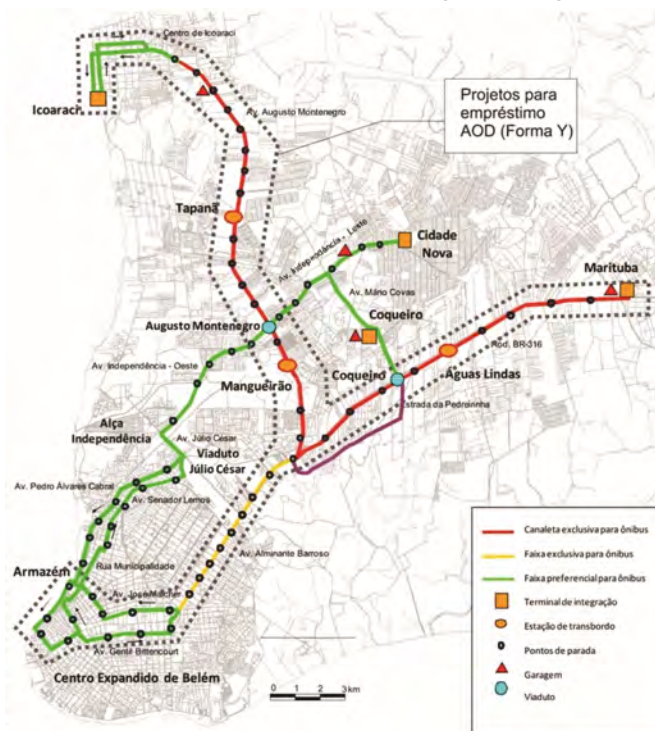 Centro de Icoaraci
Icoaraci
Av. Augusto Montenegro
Projetos para
empréstimo
AOD (Forma Y)
Tapanã
Av. Independência - Leste
Cidade
Nova
Marituba
Av. Mário Covas
Coqueiro
Augusto Montenegro
Rod. BR-316
Av. Independência - Oeste
Coqueiro
Águas Lindas
Mangueirão
Estrada da Pedreirinha
Alça
Independência
Av. Júlio César
Viaduto
Júlio César
Av. Pedro Álvares Cabral
Av. Senador Lemos
Av. Alminante Barroso
Rua Municipalidade
Armazém
Av. José Malcher
Av. Gentil Bittencourt
Centro Expandido de Belém
0 1 2 3 km
Canaleta exclusiva para ônibus
Faixa exclusiva para ônibus
Faixa preferencial para ônibus
Terminal de integração
Estação de transbordo
Pontos de parada
Garagem
Viaduto